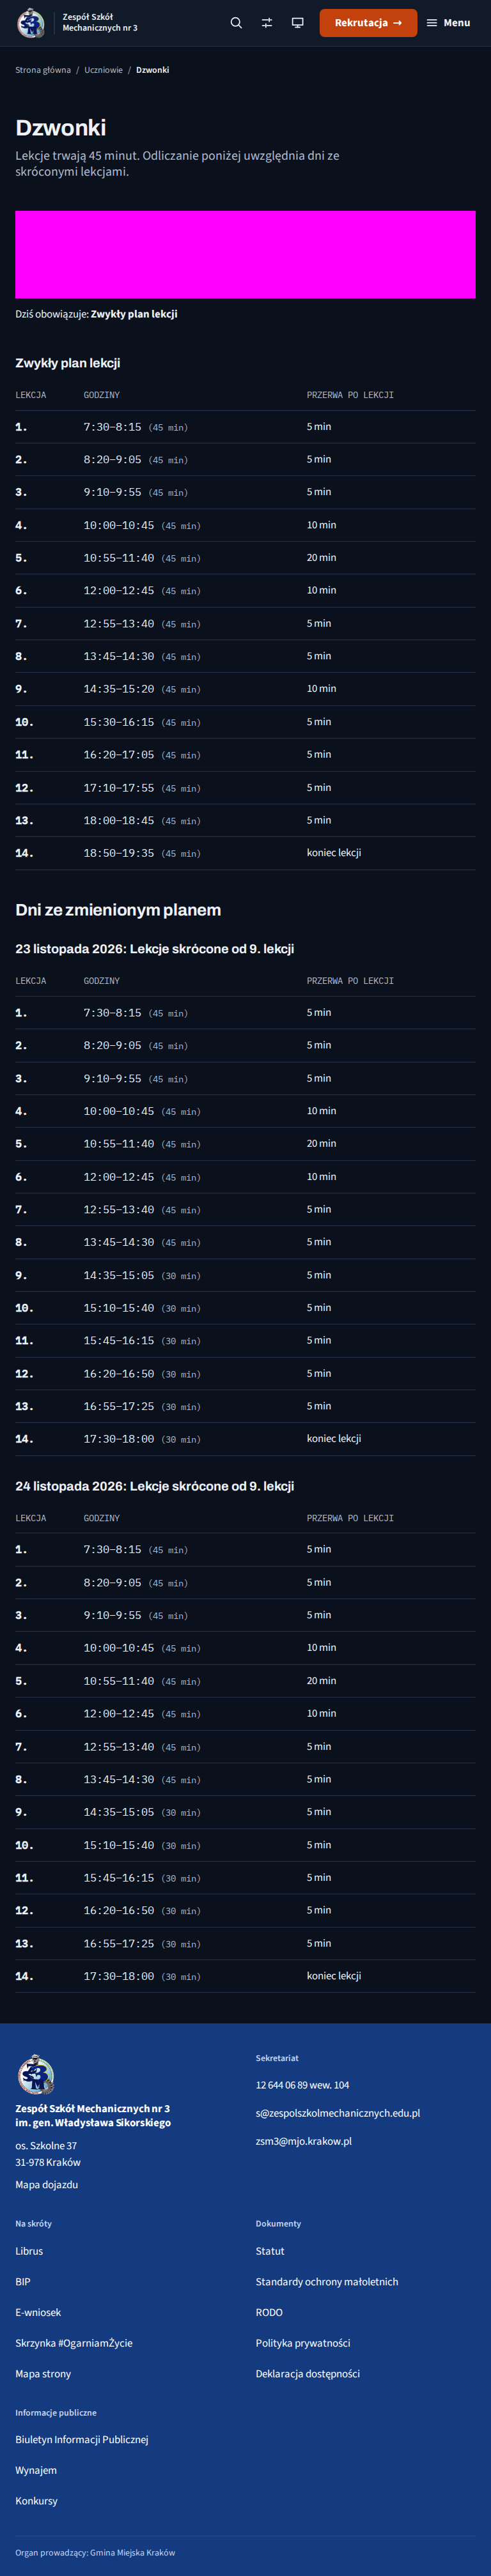 Zespół Szkół
Mechanicznych nr 3
Rekrutacja →
Menu
Strona główna / Uczniowie / Dzwonki
Dzwonki
Lekcje trwają 45 minut. Odliczanie poniżej uwzględnia dni ze
skróconymi lekcjami.
Dziś obowiązuje: Zwykły plan lekcji
Zwykły plan lekcji
LEKCJA GODZINY PRZERWA PO LEKCJI
1. 7:30–8:15 (45 min) 5 min
2. 8:20–9:05 (45 min) 5 min
3. 9:10–9:55 (45 min) 5 min
4. 10:00–10:45 (45 min) 10 min
5. 10:55–11:40 (45 min) 20 min
6. 12:00–12:45 (45 min) 10 min
7. 12:55–13:40 (45 min) 5 min
8. 13:45–14:30 (45 min) 5 min
9. 14:35–15:20 (45 min) 10 min
10. 15:30–16:15 (45 min) 5 min
11. 16:20–17:05 (45 min) 5 min
12. 17:10–17:55 (45 min) 5 min
13. 18:00–18:45 (45 min) 5 min
14. 18:50–19:35 (45 min) koniec lekcji
Dni ze zmienionym planem
23 listopada 2026: Lekcje skrócone od 9. lekcji
LEKCJA GODZINY PRZERWA PO LEKCJI
1. 7:30–8:15 (45 min) 5 min
2. 8:20–9:05 (45 min) 5 min
3. 9:10–9:55 (45 min) 5 min
4. 10:00–10:45 (45 min) 10 min
5. 10:55–11:40 (45 min) 20 min
6. 12:00–12:45 (45 min) 10 min
7. 12:55–13:40 (45 min) 5 min
8. 13:45–14:30 (45 min) 5 min
9. 14:35–15:05 (30 min) 5 min
10. 15:10–15:40 (30 min) 5 min
11. 15:45–16:15 (30 min) 5 min
12. 16:20–16:50 (30 min) 5 min
13. 16:55–17:25 (30 min) 5 min
14. 17:30–18:00 (30 min) koniec lekcji
24 listopada 2026: Lekcje skrócone od 9. lekcji
LEKCJA GODZINY PRZERWA PO LEKCJI
1. 7:30–8:15 (45 min) 5 min
2. 8:20–9:05 (45 min) 5 min
3. 9:10–9:55 (45 min) 5 min
4. 10:00–10:45 (45 min) 10 min
5. 10:55–11:40 (45 min) 20 min
6. 12:00–12:45 (45 min) 10 min
7. 12:55–13:40 (45 min) 5 min
8. 13:45–14:30 (45 min) 5 min
9. 14:35–15:05 (30 min) 5 min
10. 15:10–15:40 (30 min) 5 min
11. 15:45–16:15 (30 min) 5 min
12. 16:20–16:50 (30 min) 5 min
13. 16:55–17:25 (30 min) 5 min
14. 17:30–18:00 (30 min) koniec lekcji
Zespół Szkół Mechanicznych nr 3
im. gen. Władysława Sikorskiego
os. Szkolne 37
31-978 Kraków
Mapa dojazdu
Sekretariat
12 644 06 89 wew. 104
s@zespolszkolmechanicznych.edu.pl
zsm3@mjo.krakow.pl
Na skróty
Librus
BIP
E-wniosek
Skrzynka #OgarniamŻycie
Mapa strony
Dokumenty
Statut
Standardy ochrony małoletnich
RODO
Polityka prywatności
Deklaracja dostępności
Informacje publiczne
Biuletyn Informacji Publicznej
Wynajem
Konkursy
Organ prowadzący: Gmina Miejska Kraków